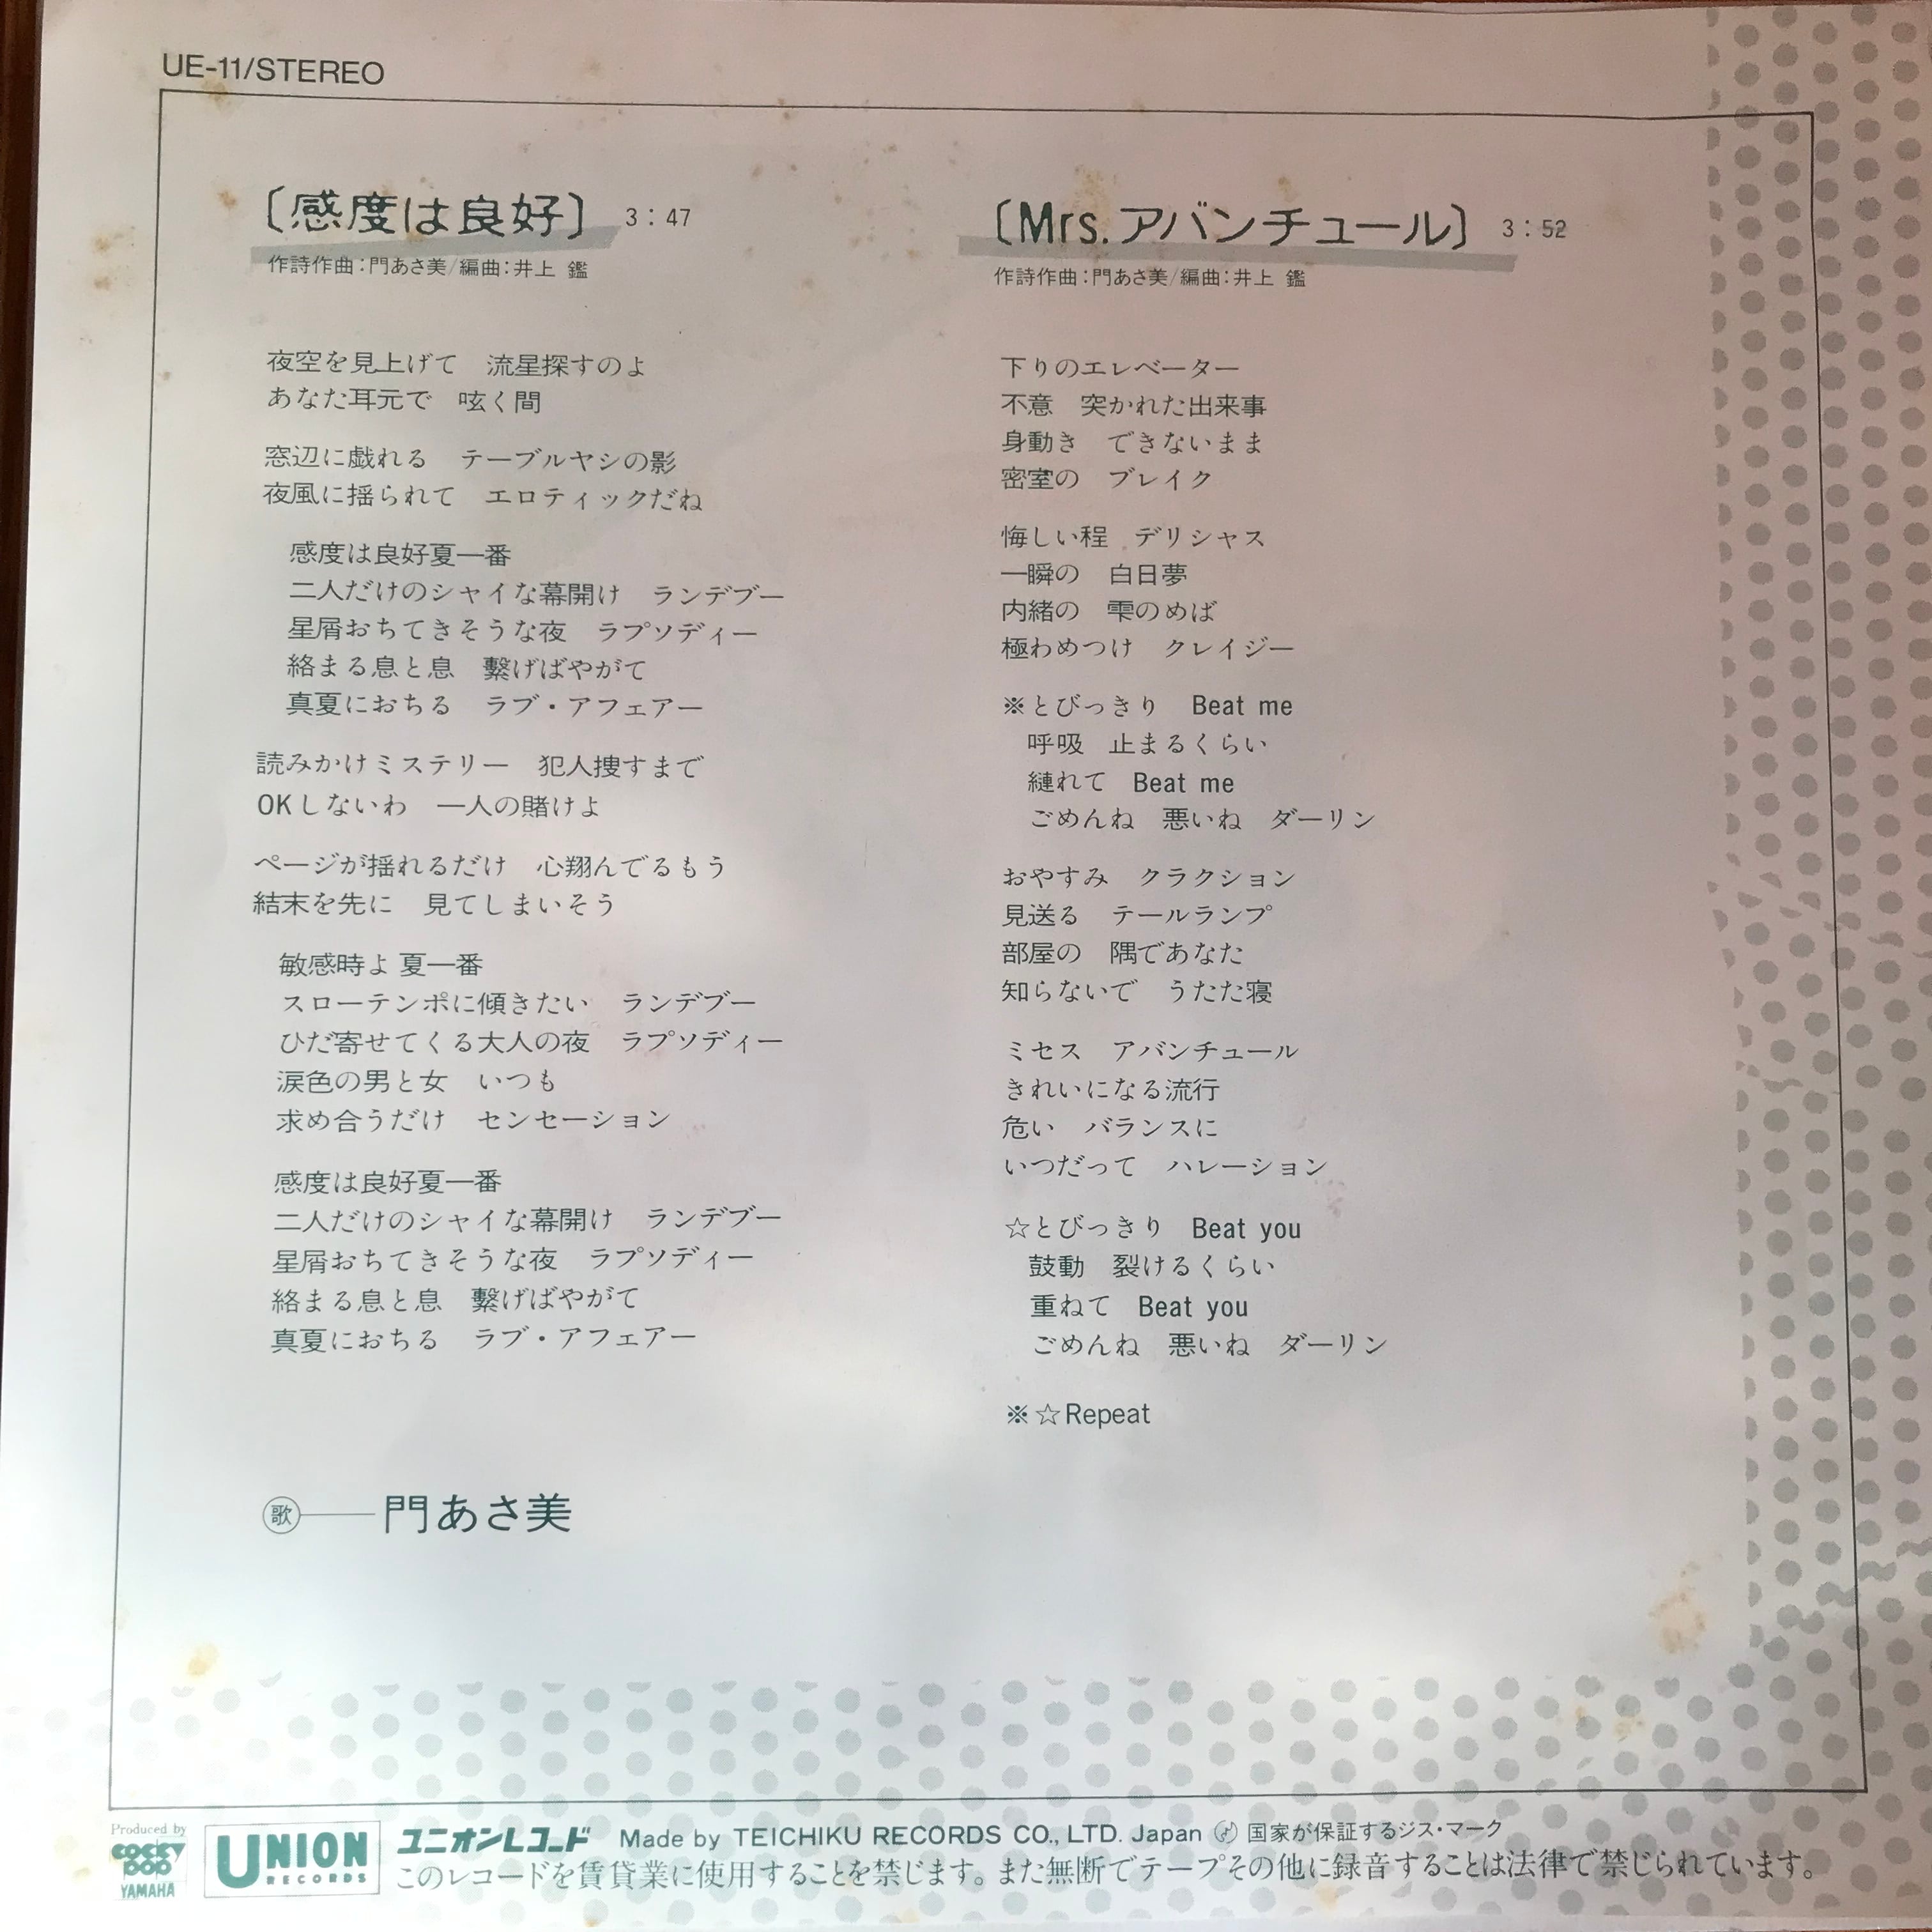 UE-11/STEREO
〔感度は良好〕 3：47
作詩作曲：門あさ美/編曲：井上 鑑
夜空を見上げて　流星探すのよ
あなた耳元で　呟く間
窓辺に戯れる　テーブルヤシの影
夜風に揺られて　エロティックだね
感度は良好夏一番
二人だけのシャイな幕開け　ランデブー
星屑おちてきそうな夜　ラプソディー
絡まる息と息　繋げばやがて
真夏におちる　ラブ・アフェアー
読みかけミステリー　犯人捜すまで
OKしないわ　一人の賭けよ
ページが揺れるだけ　心翔んでるもう
結末を先に　見てしまいそう
敏感時よ 夏一番
スローテンポに傾きたい　ランデブー
ひだ寄せてくる大人の夜　ラプソディー
涙色の男と女　いつも
求め合うだけ　センセーション
感度は良好夏一番
二人だけのシャイな幕開け　ランデブー
星屑おちてきそうな夜　ラプソディー
絡まる息と息　繋げばやがて
真夏におちる　ラブ・アフェアー
歌 門あさ美
〔Mrs.アバンチュール〕 3：52
作詩作曲：門あさ美/編曲：井上 鑑
下りのエレベーター
不意　突かれた出来事
身動き　できないまま
密室の　ブレイク
悔しい程　デリシャス
一瞬の　白日夢
内緒の　雫のめば
極わめつけ　クレイジー
※とびっきり　Beat me
呼吸　止まるくらい
縺れて　Beat me
ごめんね　悪いね　ダーリン
おやすみ　クラクション
見送る　テールランプ
部屋の　隅であなた
知らないで　うたた寝
ミセス　アバンチュール
きれいになる流行
危い　バランスに
いつだって　ハレーション
☆とびっきり　Beat you
鼓動　裂けるくらい
重ねて　Beat you
ごめんね　悪いね　ダーリン
※☆Repeat
Produced by
cocky
pop
YAMAHA
UNION
RECORDS
ユニオンレコード Made by TEICHIKU RECORDS CO., LTD. Japan 国家が保証するジス・マーク
このレコードを賃貸業に使用することを禁じます。また無断でテープその他に録音することは法律で禁じられています。